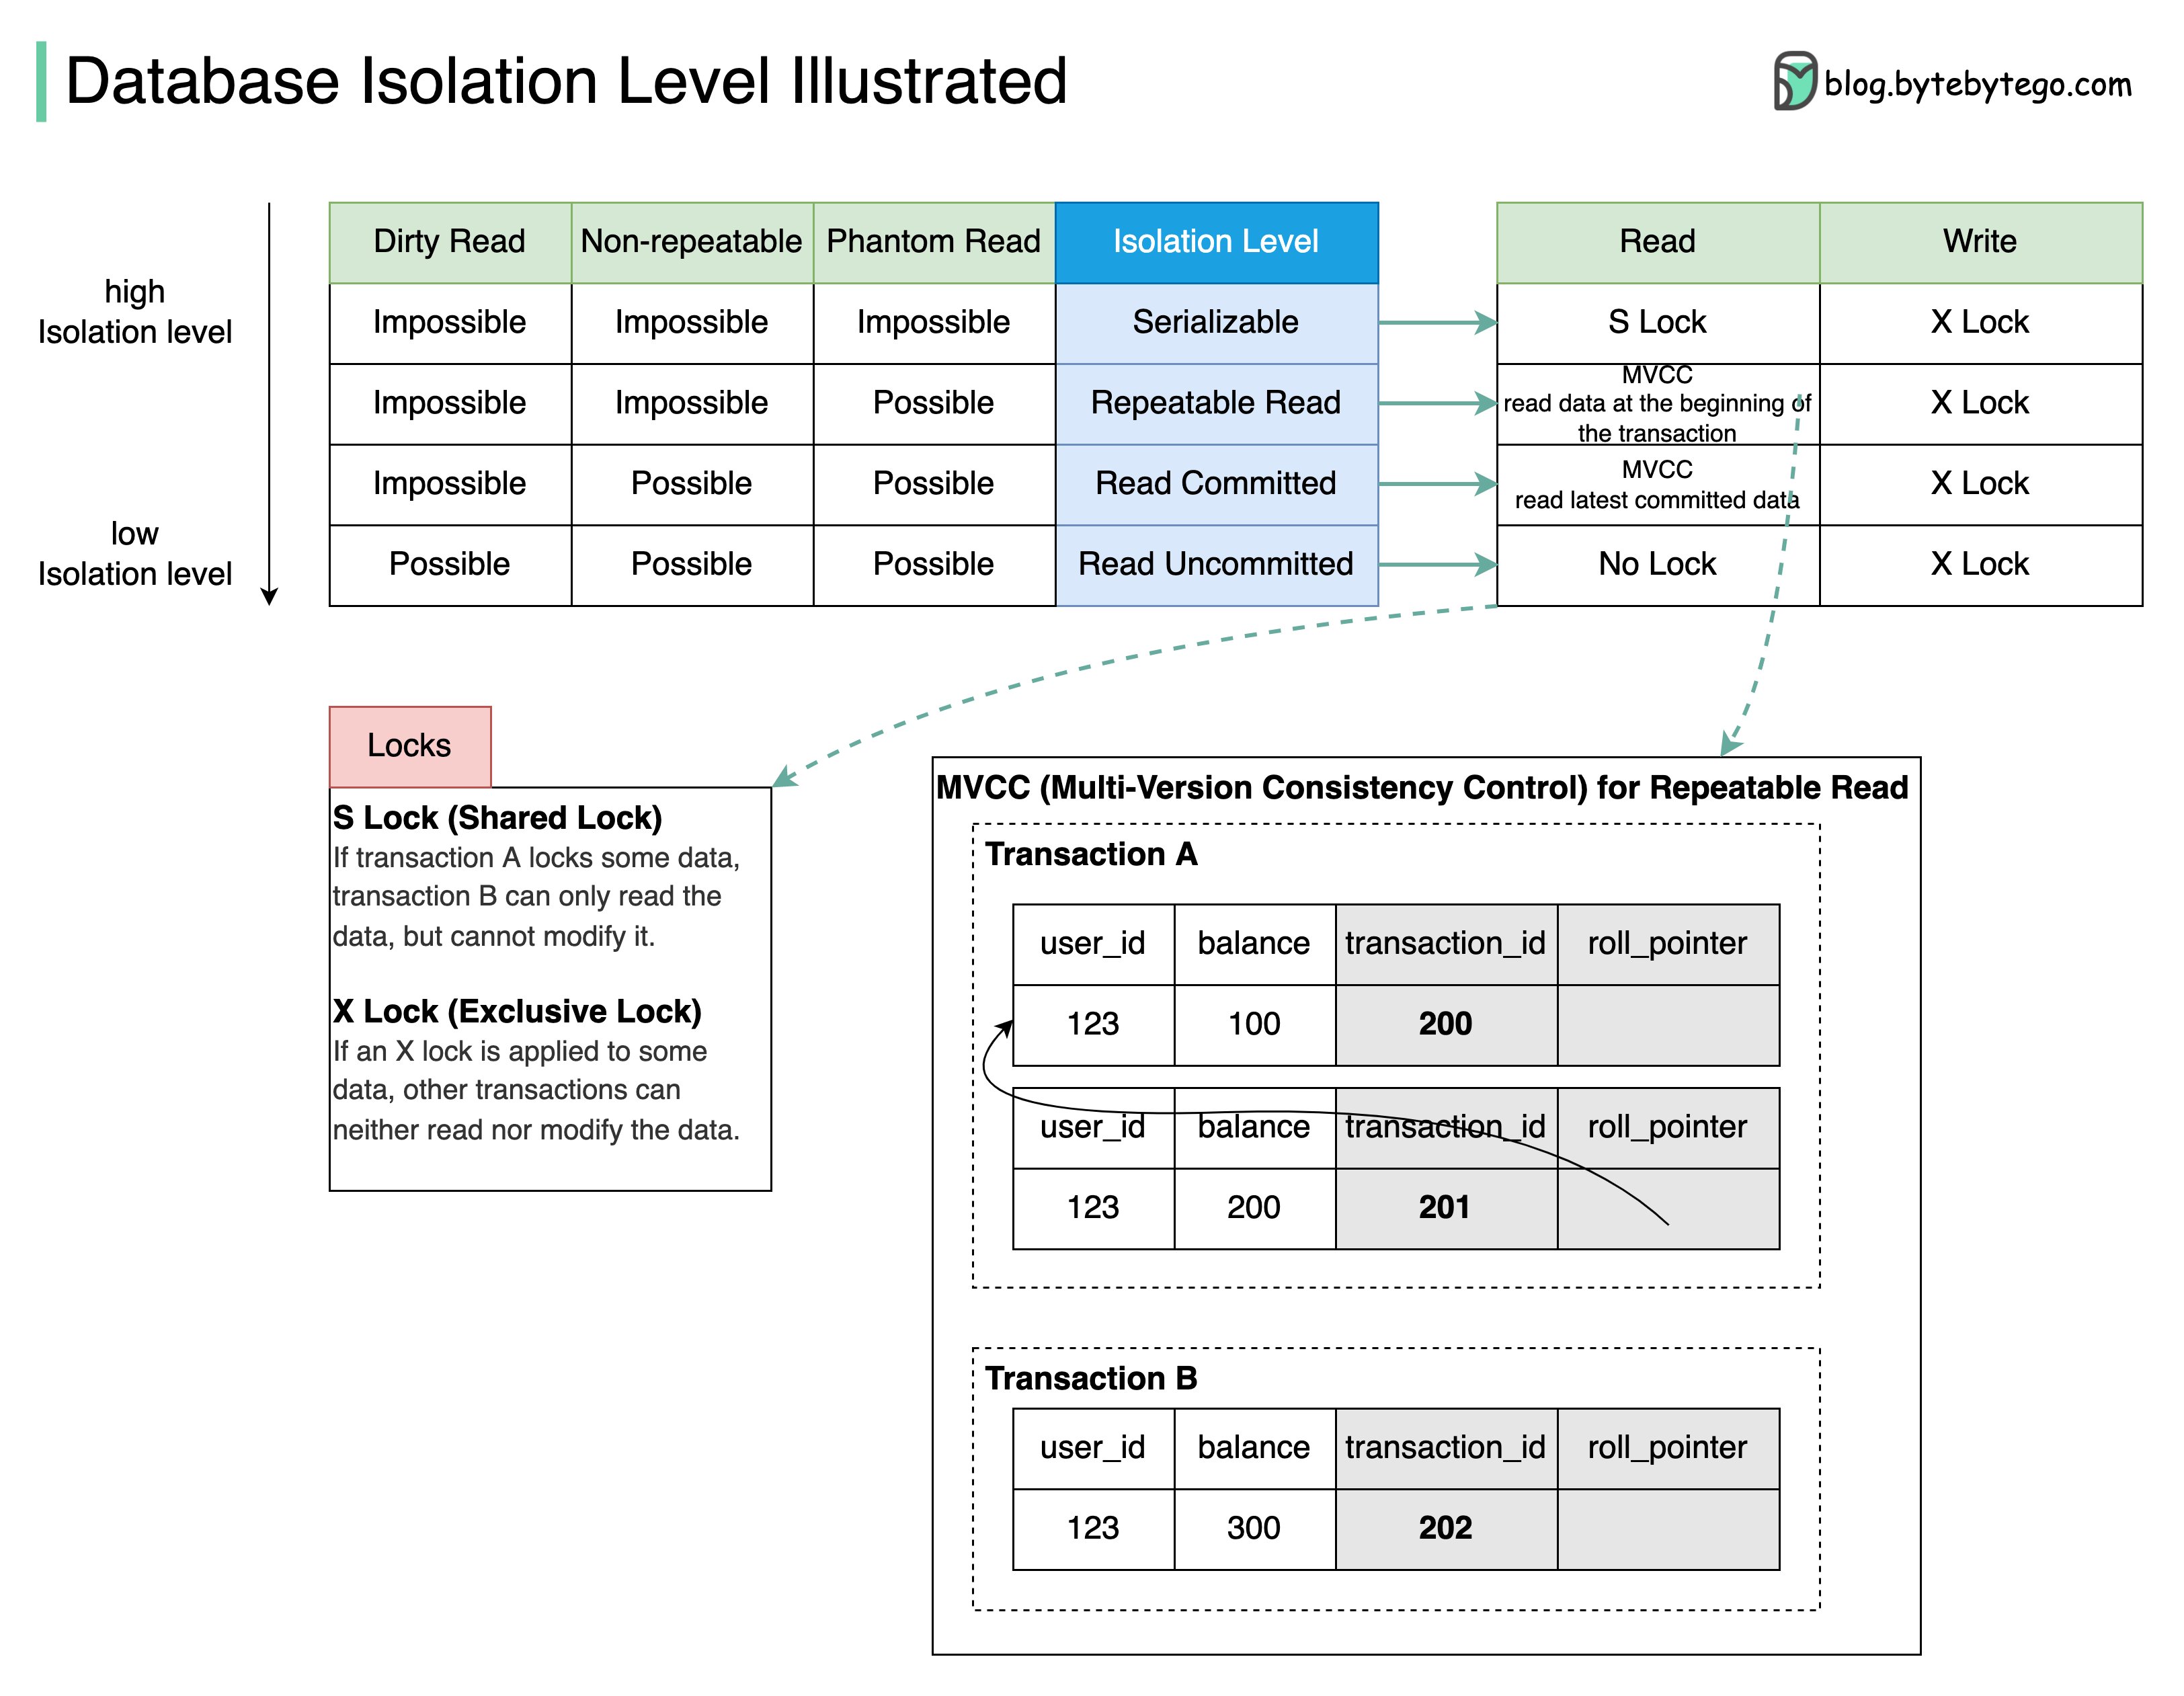 Database Isolation Level Illustrated
blog.bytebytego.com
Dirty Read Non-repeatable Phantom Read Isolation Level Read Write
high
Isolation level
Impossible Impossible Impossible Serializable S Lock X Lock
Impossible Impossible Possible Repeatable Read
MVCC
read data at the beginning of
the transaction
X Lock
Impossible Possible Possible Read Committed
MVCC
read latest committed data
X Lock
low
Isolation level
Possible Possible Possible Read Uncommitted No Lock X Lock
Locks
S Lock (Shared Lock)
If transaction A locks some data,
transaction B can only read the
data, but cannot modify it.
X Lock (Exclusive Lock)
If an X lock is applied to some
data, other transactions can
neither read nor modify the data.
MVCC (Multi-Version Consistency Control) for Repeatable Read
Transaction A
user_id balance transaction_id roll_pointer
123 100 200
user_id balance transaction_id roll_pointer
123 200 201
Transaction B
user_id balance transaction_id roll_pointer
123 300 202